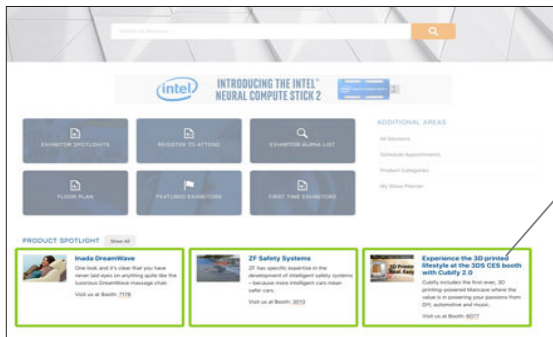 Search by Keyword
intel
INTRODUCING THE INTEL®
NEURAL COMPUTE STICK 2
EXHIBITOR SPOTLIGHTS
REGISTER TO ATTEND
EXHIBITOR ALPHA LIST
ADDITIONAL AREAS
All Sessions
Schedule Appointments
Product Categories
My Show Planner
FLOOR PLAN
FEATURED EXHIBITORS
FIRST TIME EXHIBITORS
PRODUCT SPOTLIGHT
Show All
Inada DreamWave
One look and it's clear that you have
never laid eyes on anything quite like the
luxurious DreamWave massage chair.
Visit us at Booth: 7178
ZF Safety Systems
ZF has specific expertise in the
development of intelligent safety systems
– because more intelligent cars mean
safer cars.
Visit us at Booth: 3013
Experience the 3D printed
lifestyle at the 3DS CES booth
with Cubify 2.0
Cubify includes the first-ever, 3D
printing-powered Mancave where the
value is in powering your passions from
DIY, automotive and music.
Visit us at Booth: 6077